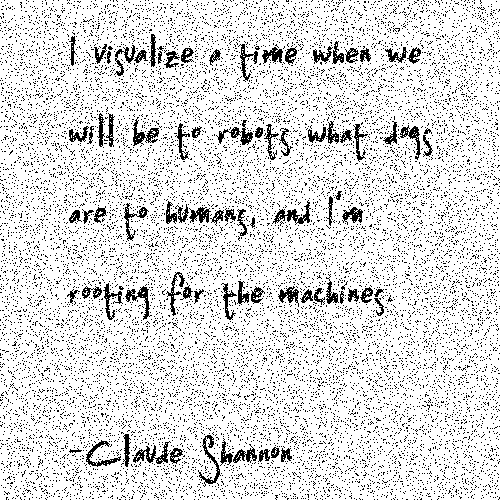 I visualize a time when we
will be to robots what dogs
are to humans, and I'm
rooting for the machines.
-Claude Shannon